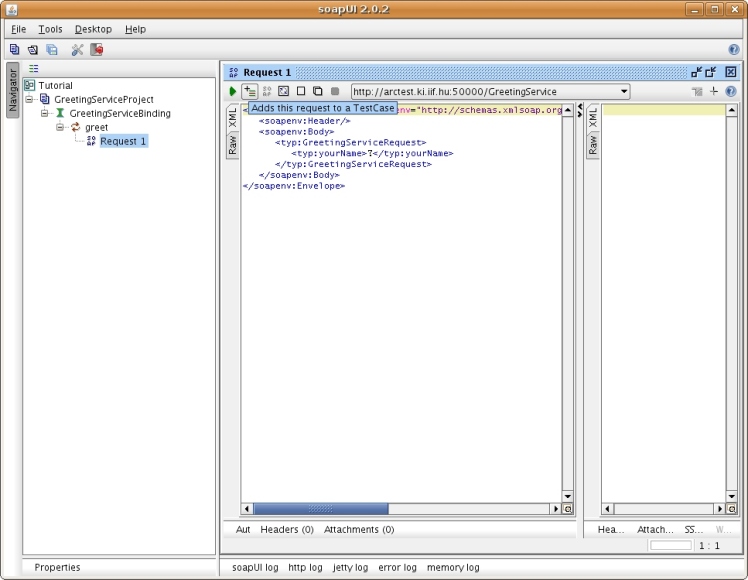 soapUI 2.0.2
File Tools Desktop Help
Navigator
Tutorial
GreetingServiceProject
GreetingServiceBinding
greet
Request 1
Request 1
http://arctest.ki.iif.hu:50000/GreetingService
Adds this request to a TestCase
XML
Raw
env="http://schemas.xmlsoap.org
<soapenv:Header/>
<soapenv:Body>
<typ:GreetingServiceRequest>
<typ:yourName>?</typ:yourName>
</typ:GreetingServiceRequest>
</soapenv:Body>
</soapenv:Envelope>
XML
Raw
Aut Headers (0) Attachments (0)
Hea... Attach... SS... W...
1 : 1
Properties
soapUI log http log jetty log error log memory log